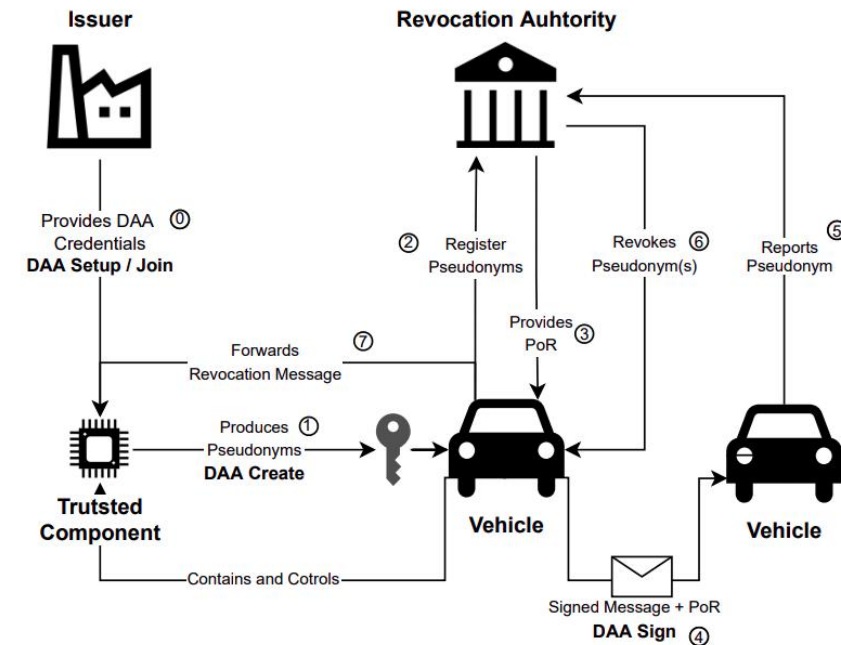 Issuer
Revocation Auhtority
Provides DAA ⓪
Credentials
DAA Setup / Join
② Register
Pseudonyms
Revokes ⑥
Pseudonym(s)
⑤
Reports
Pseudonym
Provides
PoR ③
Forwards ⑦
Revocation Message
Produces ①
Pseudonyms
DAA Create
Trutsted
Component
Vehicle
Vehicle
Contains and Cotrols
Signed Message + PoR
DAA Sign ④